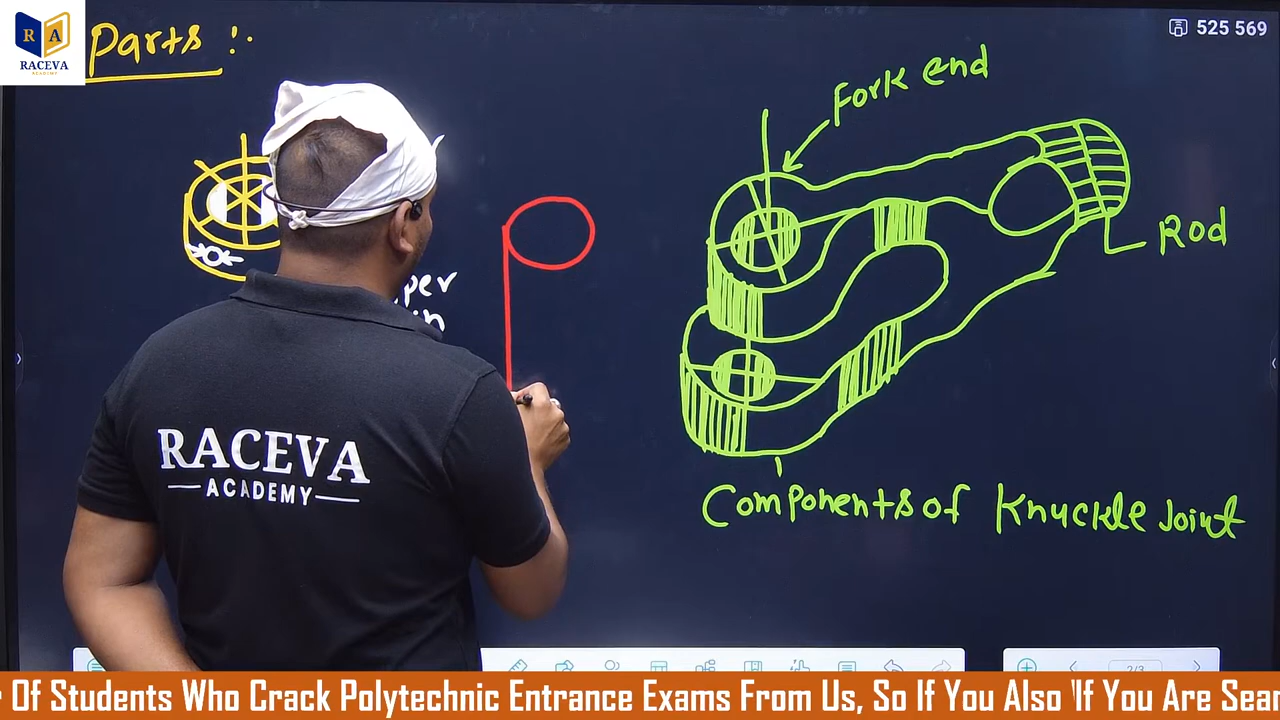 RACEVA
ACADEMY
Parts :-
525 569
Fork end
Rod
Components of Knuckle Joint
RACEVA
ACADEMY
Of Students Who Crack Polytechnic Entrance Exams From Us, So If You Also If You Are